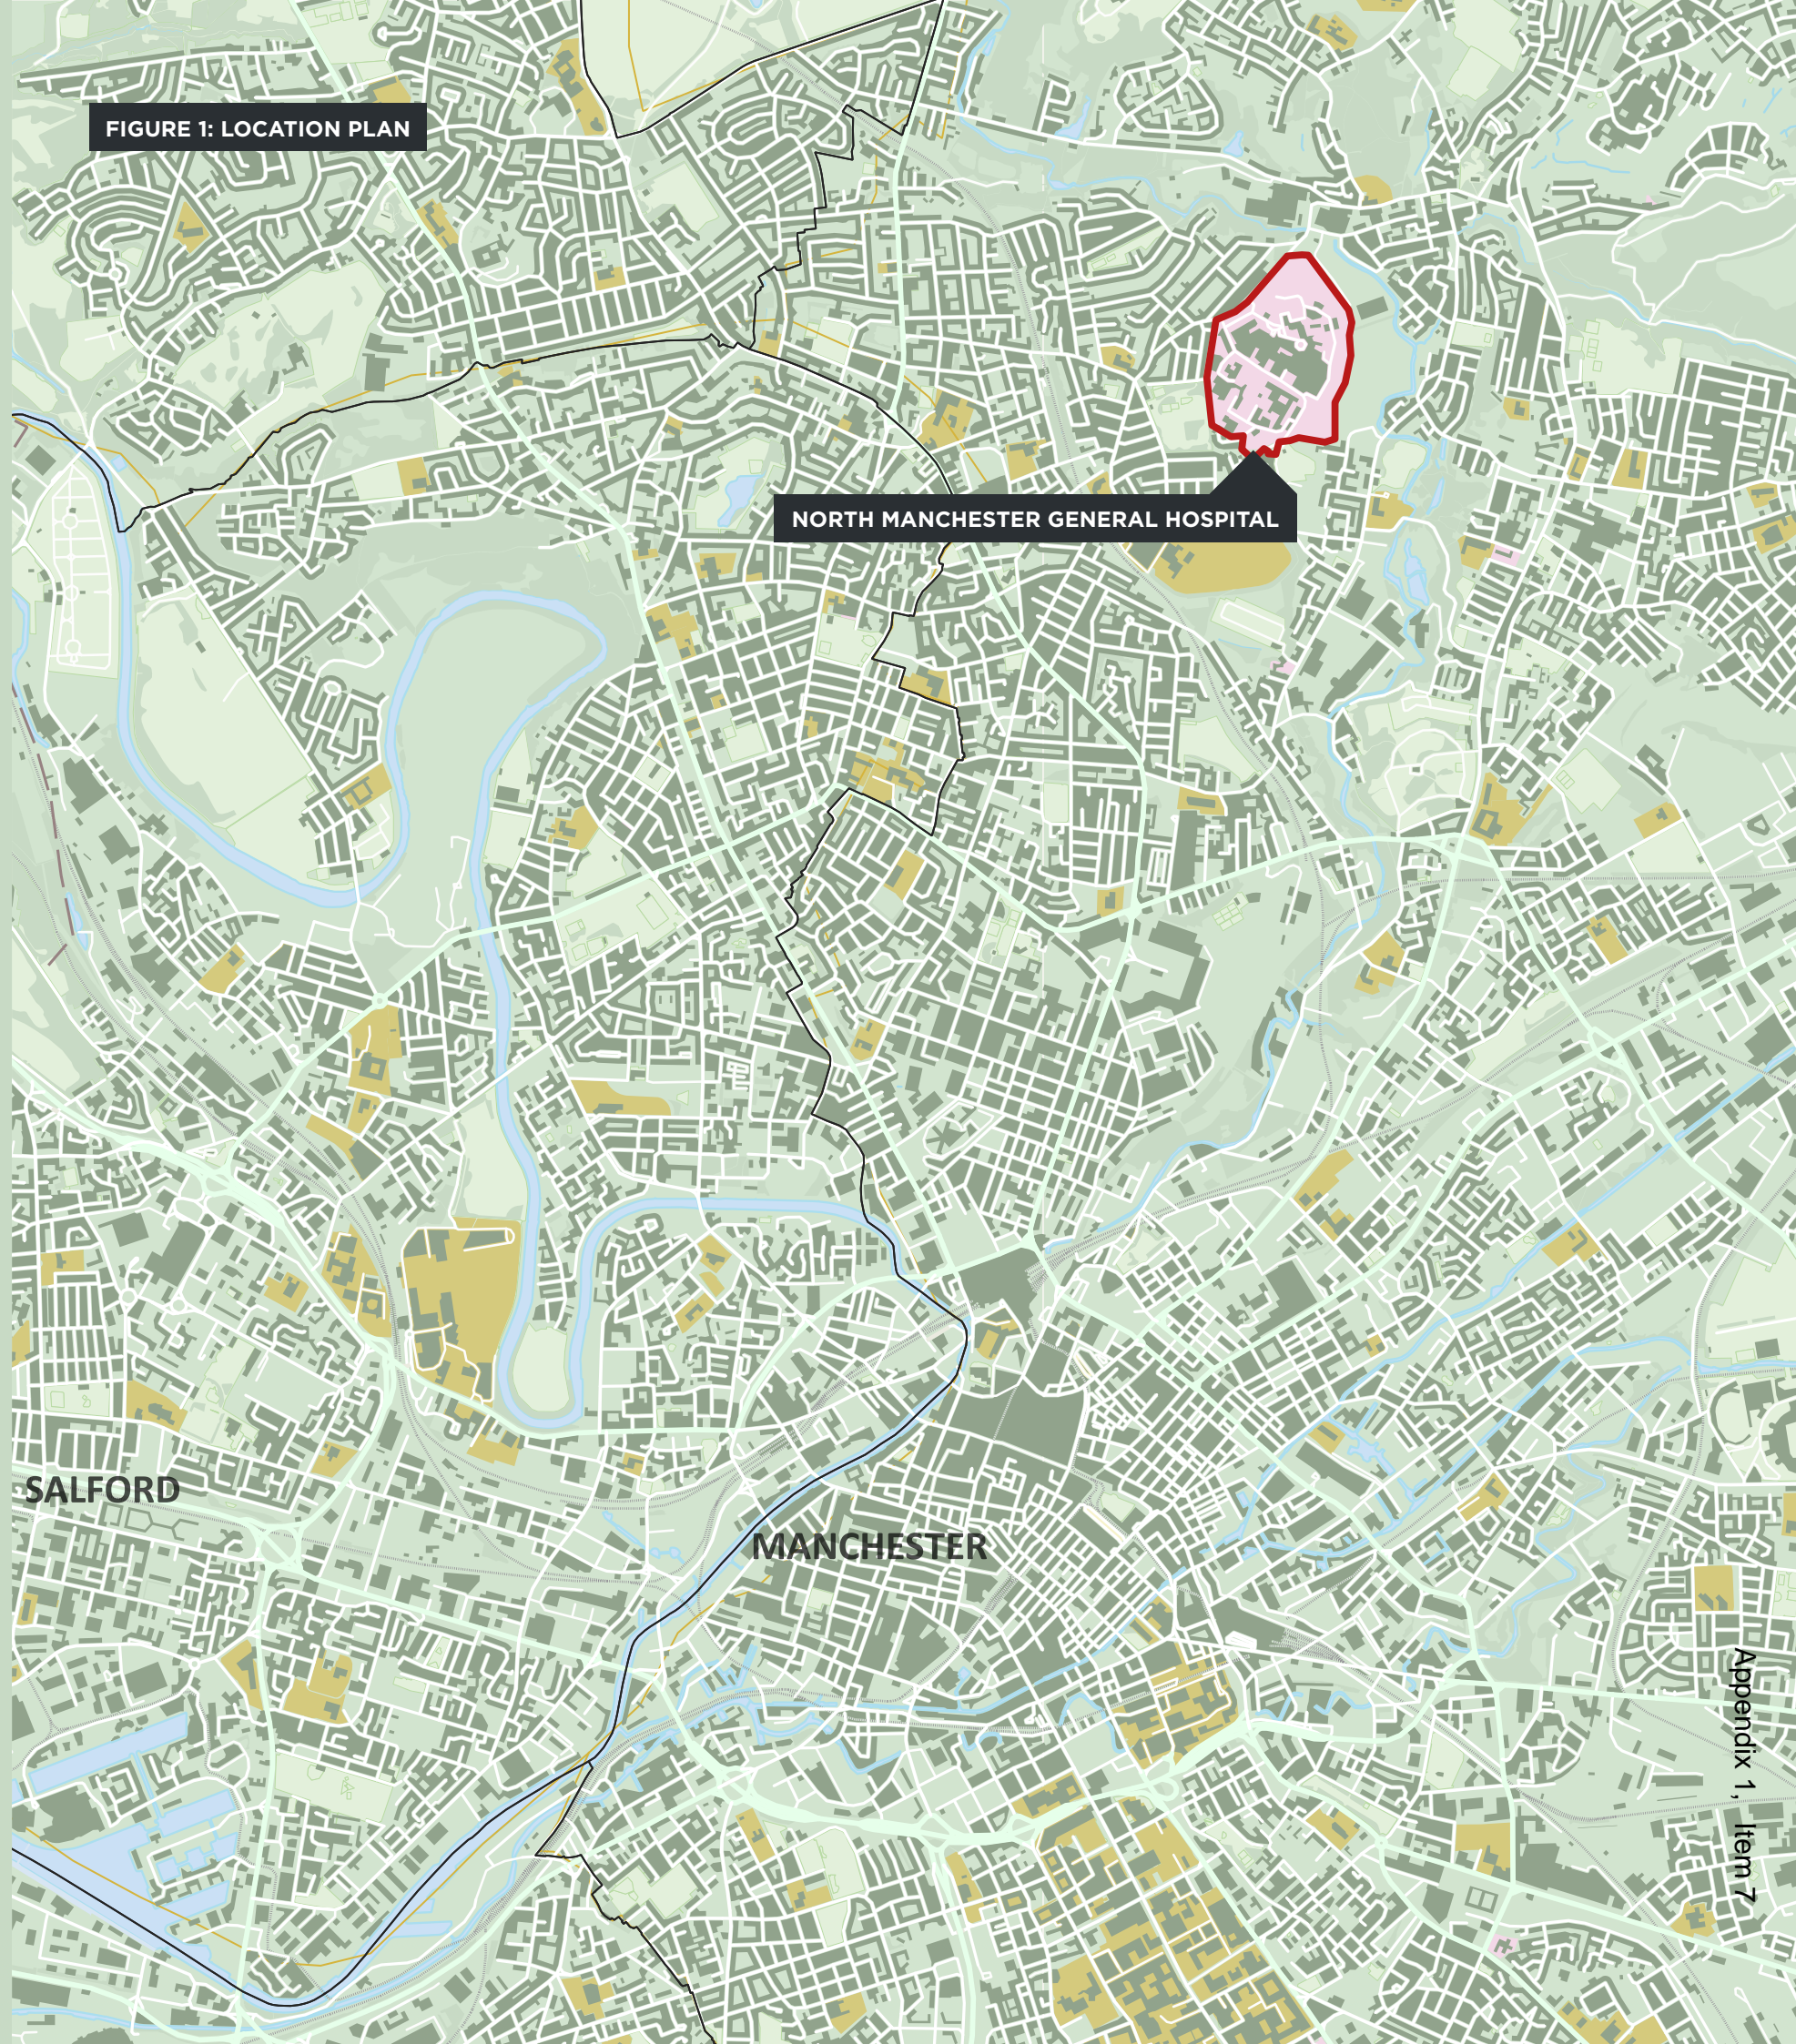 FIGURE 1: LOCATION PLAN
NORTH MANCHESTER GENERAL HOSPITAL
SALFORD
MANCHESTER
Appendix 1, Item 7